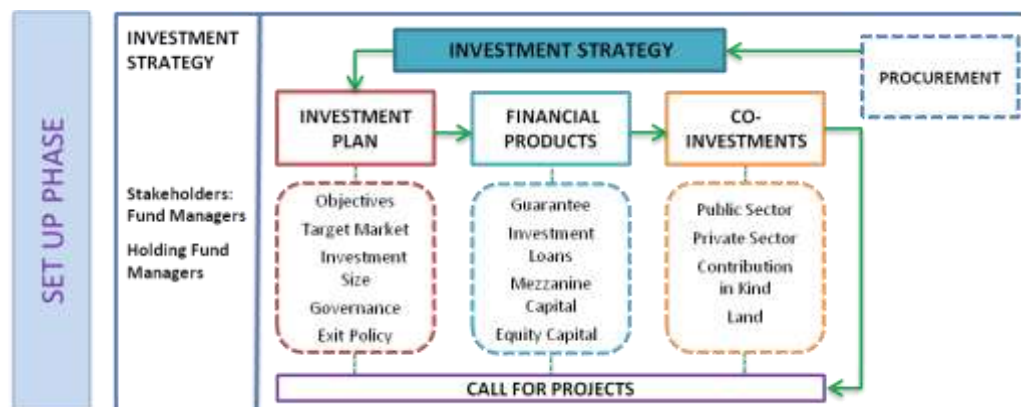 SET UP PHASE
INVESTMENT
STRATEGY
Stakeholders:
Fund Managers
Holding Fund
Managers
INVESTMENT STRATEGY
PROCUREMENT
INVESTMENT
PLAN
FINANCIAL
PRODUCTS
CO-
INVESTMENTS
Objectives
Target Market
Investment
Size
Governance
Exit Policy
Guarantee
Investment
Loans
Mezzanine
Capital
Equity Capital
Public Sector
Private Sector
Contribution
in Kind
Land
CALL FOR PROJECTS